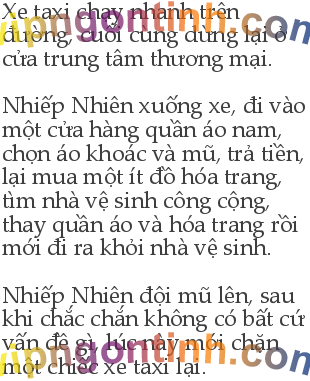 Xe taxi chạy nhanh trên
đường, cuối cùng dừng lại ở
cửa trung tâm thương mại.

Nhiếp Nhiên xuống xe, đi vào
một cửa hàng quần áo nam,
chọn áo khoác và mũ, trả tiền,
lại mua một ít đồ hóa trang,
tìm nhà vệ sinh công cộng,
thay quần áo và hóa trang rồi
mới đi ra khỏi nhà vệ sinh.

Nhiếp Nhiên đội mũ lên, sau
khi chắc chắn không có bất cứ
vấn đề gì, lúc này mới chặn
một chiếc xe taxi lại.
vipngontinh.com
vipngontinh.com